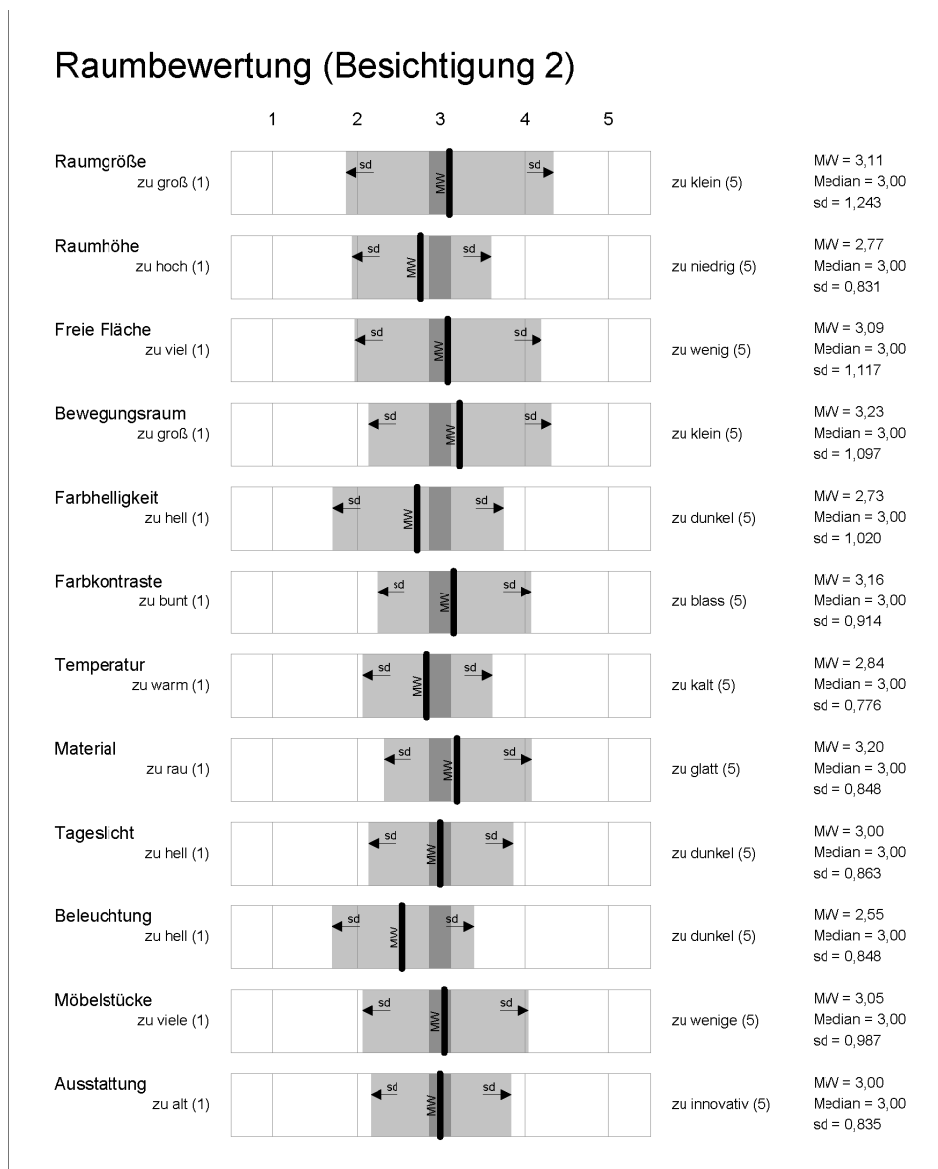 Raumbewertung (Besichtigung 2)
1 2 3 4 5
Raumgröße
zu groß (1)
sd MW sd
zu klein (5)
MW = 3,11
Median = 3,00
sd = 1,243
Raumhöhe
zu hoch (1)
sd MW sd
zu niedrig (5)
MW = 2,77
Median = 3,00
sd = 0,831
Freie Fläche
zu viel (1)
sd MW sd
zu wenig (5)
MW = 3,09
Median = 3,00
sd = 1,117
Bewegungsraum
zu groß (1)
sd MW sd
zu klein (5)
MW = 3,23
Median = 3,00
sd = 1,097
Farbhelligkeit
zu hell (1)
sd MW sd
zu dunkel (5)
MW = 2,73
Median = 3,00
sd = 1,020
Farbkontraste
zu bunt (1)
sd MW sd
zu blass (5)
MW = 3,16
Median = 3,00
sd = 0,914
Temperatur
zu warm (1)
sd MW sd
zu kalt (5)
MW = 2,84
Median = 3,00
sd = 0,776
Material
zu rau (1)
sd MW sd
zu glatt (5)
MW = 3,20
Median = 3,00
sd = 0,848
Tageslicht
zu hell (1)
sd MW sd
zu dunkel (5)
MW = 3,00
Median = 3,00
sd = 0,863
Beleuchtung
zu hell (1)
sd MW sd
zu dunkel (5)
MW = 2,55
Median = 3,00
sd = 0,848
Möbelstücke
zu viele (1)
sd MW sd
zu wenige (5)
MW = 3,05
Median = 3,00
sd = 0,987
Ausstattung
zu alt (1)
sd MW sd
zu innovativ (5)
MW = 3,00
Median = 3,00
sd = 0,835